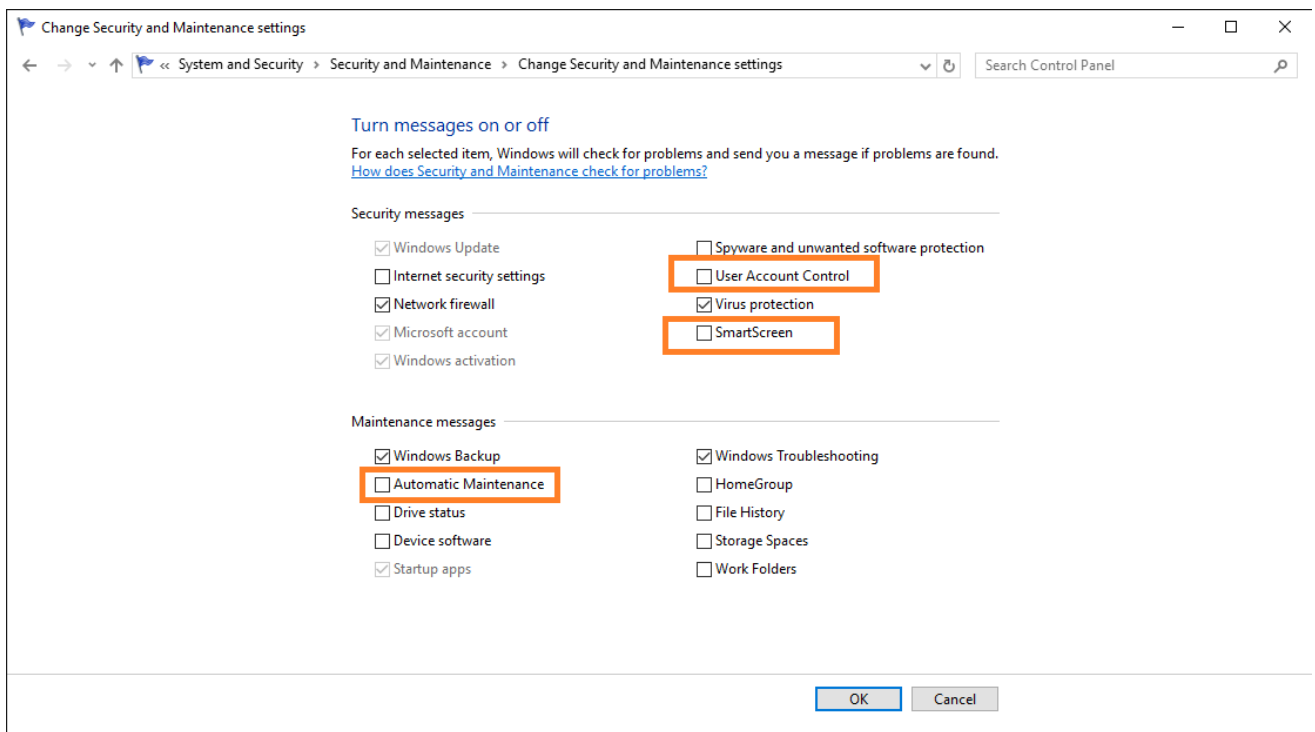 Change Security and Maintenance settings
« System and Security > Security and Maintenance > Change Security and Maintenance settings
Search Control Panel
Turn messages on or off
For each selected item, Windows will check for problems and send you a message if problems are found.
How does Security and Maintenance check for problems?
Security messages
Windows Update
Spyware and unwanted software protection
Internet security settings
User Account Control
Network firewall
Virus protection
Microsoft account
SmartScreen
Windows activation
Maintenance messages
Windows Backup
Windows Troubleshooting
Automatic Maintenance
HomeGroup
Drive status
File History
Device software
Storage Spaces
Startup apps
Work Folders
OK
Cancel